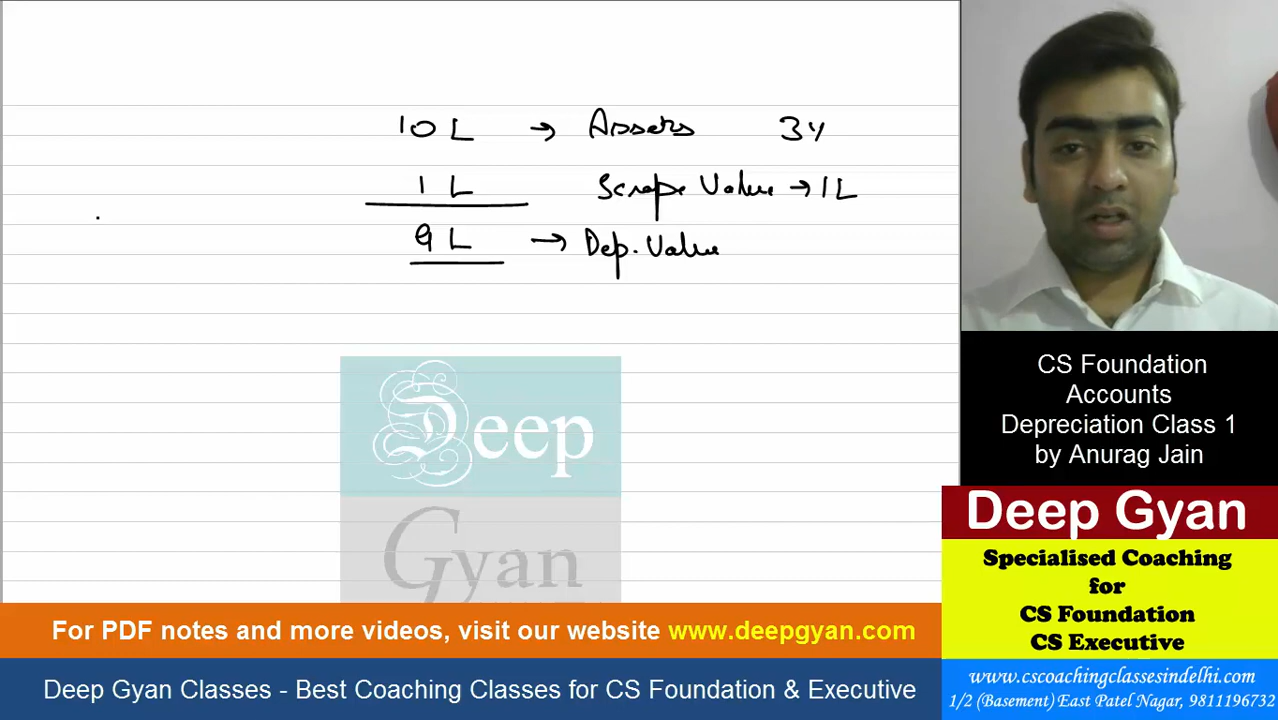 10 L → Assets 3Y
1 L Scrape Value → 1L
9 L → Dep. Value
Deep
Gyan
CS Foundation
Accounts
Depreciation Class 1
by Anurag Jain
Deep Gyan
Specialised Coaching
for
CS Foundation
CS Executive
For PDF notes and more videos, visit our website www.deepgyan.com
Deep Gyan Classes - Best Coaching Classes for CS Foundation & Executive
www.cscoachingclassesindelhi.com
1/2 (Basement) East Patel Nagar, 9811196732